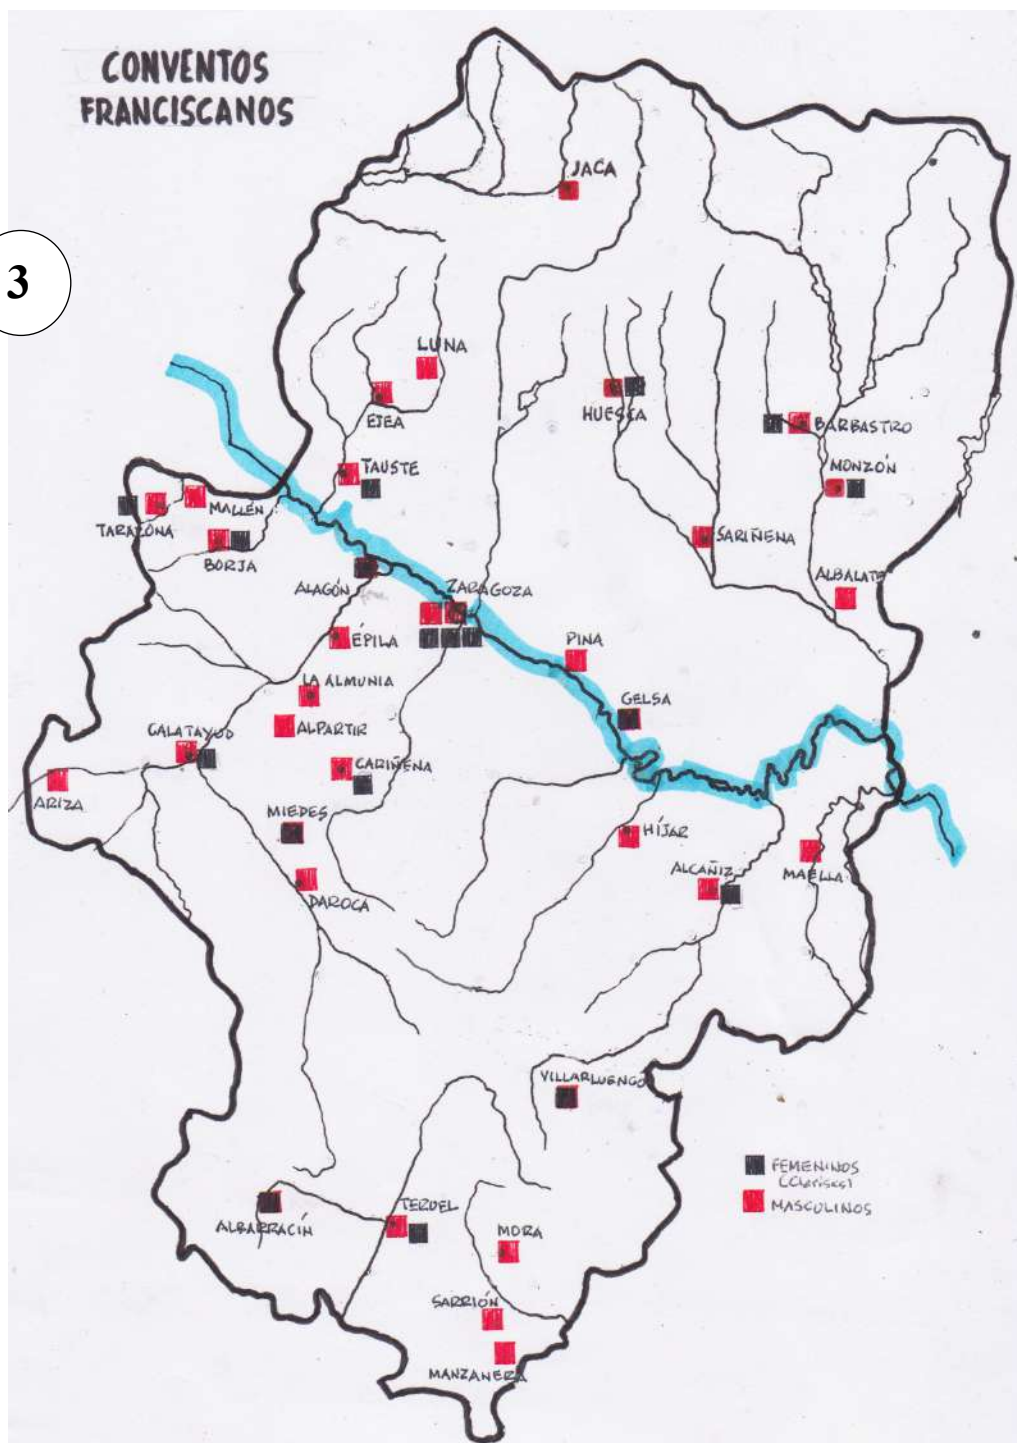 CONVENTOS
FRANCISCANOS
3
JACA
LUNA
EJEA
HUESCA
BARBASTRO
TAUSTE
MONZÓN
TARAZONA
MALLÉN
BORJA
SARIÑENA
ALAGÓN
ZARAGOZA
ALBALATE
ÉPILA
PINA
LA ALMUNIA
GELSA
ALPARTIR
CALATAYUD
CARIÑENA
ARIZA
MIEDES
HÍJAR
ALCAÑIZ
MAELLA
DAROCA
VILLARLUENGO
FEMENINOS
(Clarisas)
MASCULINOS
ALBARRACÍN
TERUEL
MORA
SARRIÓN
MANZANERA